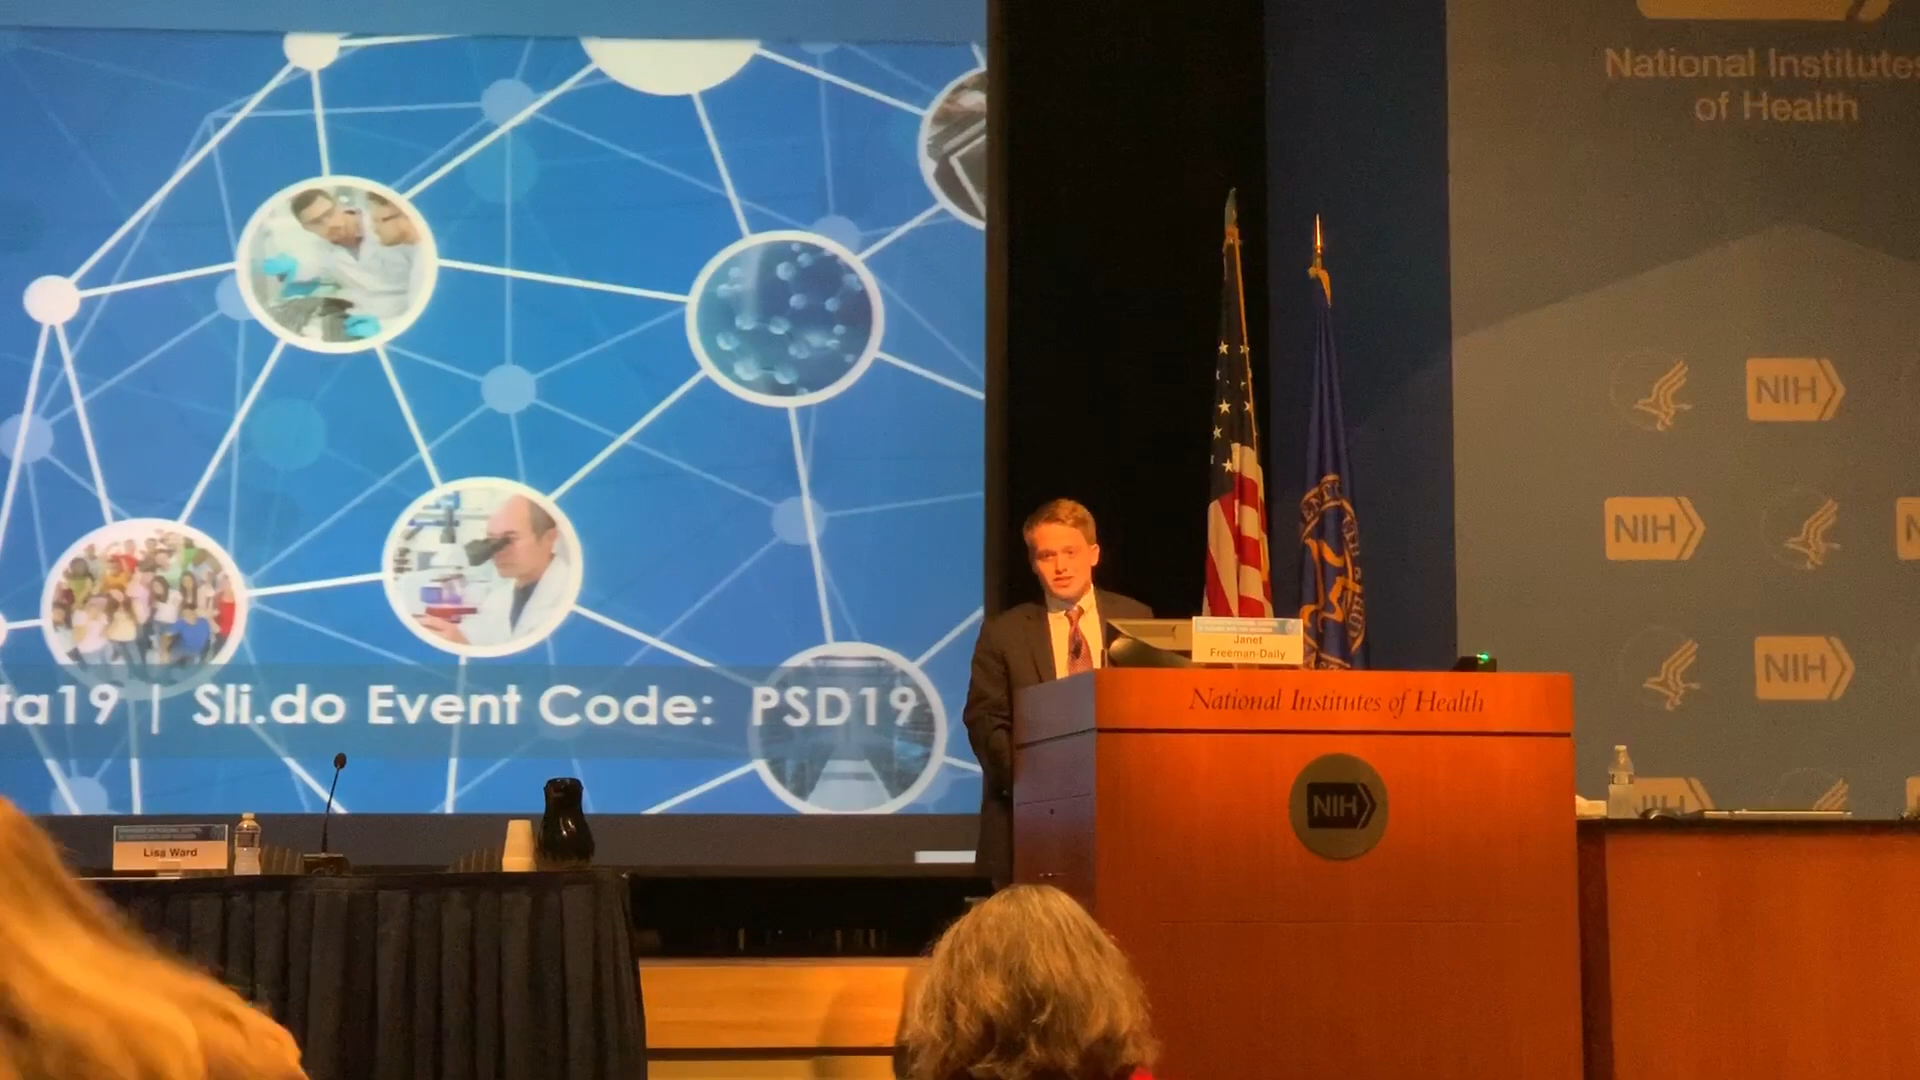 National Institutes
of Health
NIH
NIH
N
NIH
NIH
ta19 | Sli.do Event Code: PSD19
Janet
Freeman-Daily
National Institutes of Health
NIH
Lisa Ward